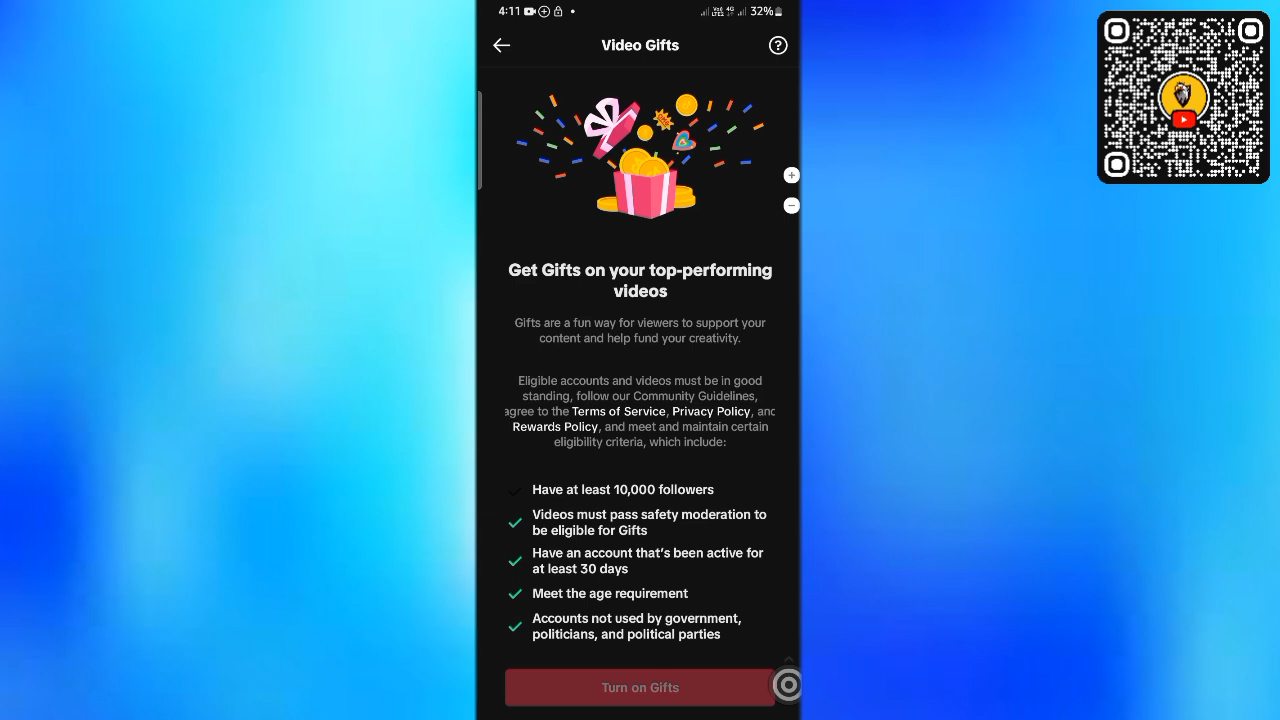 4:11
Vo6 LTE2 4G 32%
Video Gifts
Get Gifts on your top-performing
videos
Gifts are a fun way for viewers to support your
content and help fund your creativity.
Eligible accounts and videos must be in good
standing, follow our Community Guidelines,
agree to the Terms of Service, Privacy Policy, and
Rewards Policy, and meet and maintain certain
eligibility criteria, which include:
Have at least 10,000 followers
Videos must pass safety moderation to
be eligible for Gifts
Have an account that's been active for
at least 30 days
Meet the age requirement
Accounts not used by government,
politicians, and political parties
Turn on Gifts